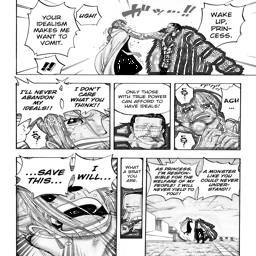 WAKE
UP,
PRIN-
CESS.
UGH!
YOUR
IDEALISM
MAKES ME
WANT TO
VOMIT.
!!
ONLY THOSE
WITH TRUE
POWER CAN
AFFORD TO
HAVE IDEALS!
I DON'T
CARE
WHAT YOU
THINK!!
I'LL NEVER
ABANDON
MY
IDEALS!!
A MONSTER
LIKE YOU
COULD NEVER
UNDER-
STAND!!
AS PRINCESS,
I'M RESPON-
SIBLE FOR THE
WELFARE OF MY
PEOPLE! I WILL
NEVER YIELD
TO YOU!!
WHAT A
BRAT
YOU
ARE.
I
WILL...
...SAVE
THIS...